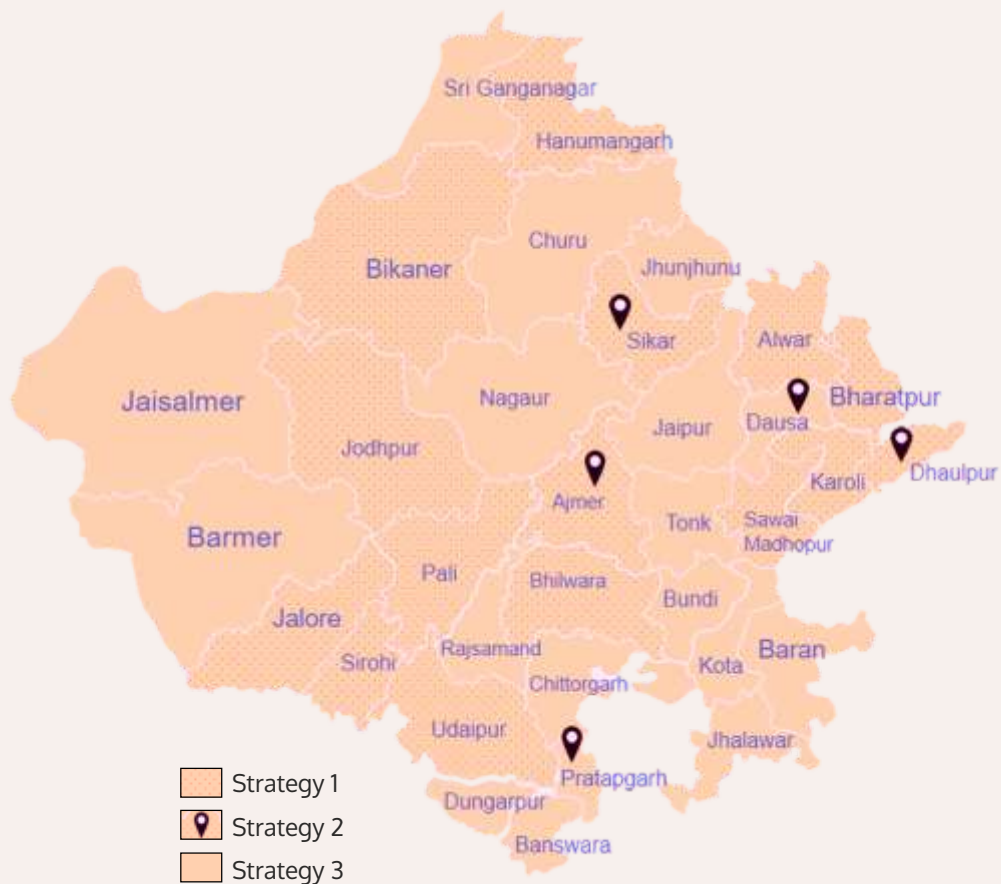 Sri Ganganagar
Hanumangarh
Churu
Bikaner
Jhunjhunu
Sikar
Alwar
Jaisalmer
Nagaur
Bharatpur
Dausa
Jaipur
Jodhpur
Dhaulpur
Karoli
Ajmer
Tonk
Sawai
Madhopur
Barmer
Pali
Bhilwara
Bundi
Jalore
Rajsamand
Baran
Sirohi
Kota
Chittorgarh
Udaipur
Jhalawar
Pratapgarh
Dungarpur
Banswara
Strategy 1
Strategy 2
Strategy 3